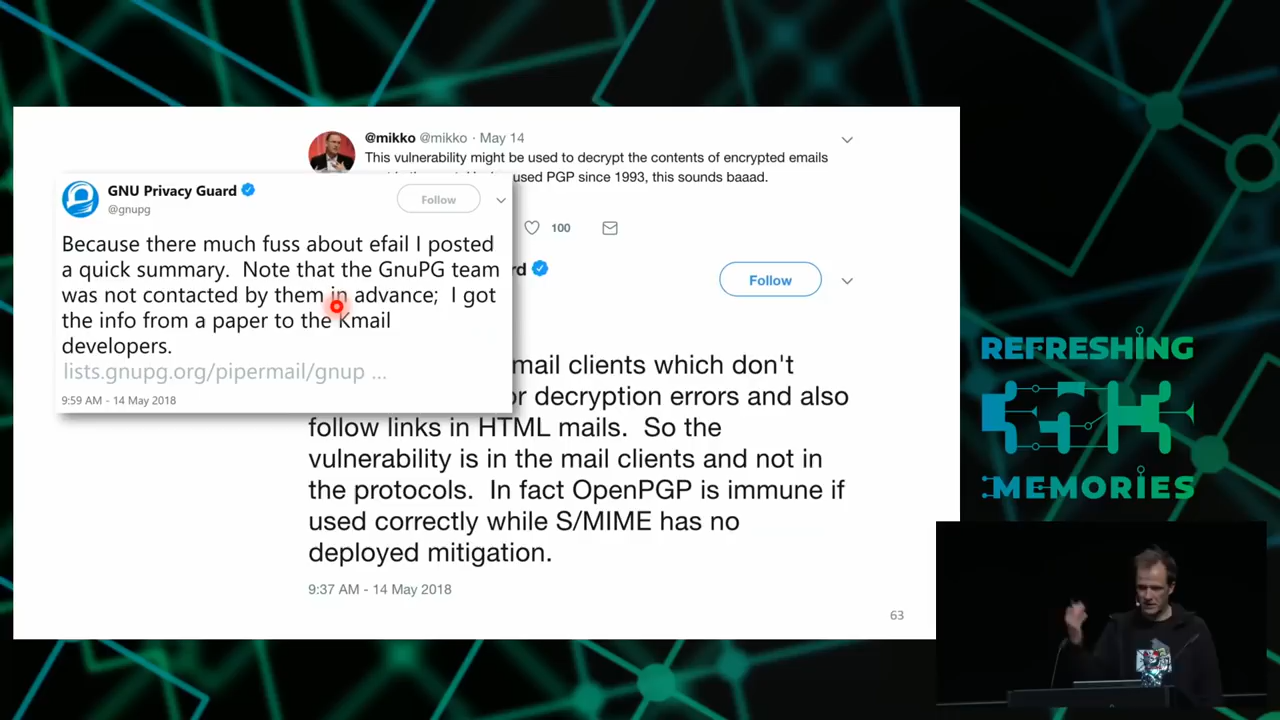 @mikko @mikko · May 14
This vulnerability might be used to decrypt the contents of encrypted emails
used PGP since 1993, this sounds baaad.
100
GNU Privacy Guard
@gnupg
Follow
Because there much fuss about efail I posted
a quick summary. Note that the GnuPG team
was not contacted by them in advance; I got
the info from a paper to the Kmail
developers.
lists.gnupg.org/pipermail/gnup ...
9:59 AM - 14 May 2018
Follow
mail clients which don't
decryption errors and also
follow links in HTML mails. So the
vulnerability is in the mail clients and not in
the protocols. In fact OpenPGP is immune if
used correctly while S/MIME has no
deployed mitigation.
9:37 AM - 14 May 2018
63
REFRESHING
MEMORIES